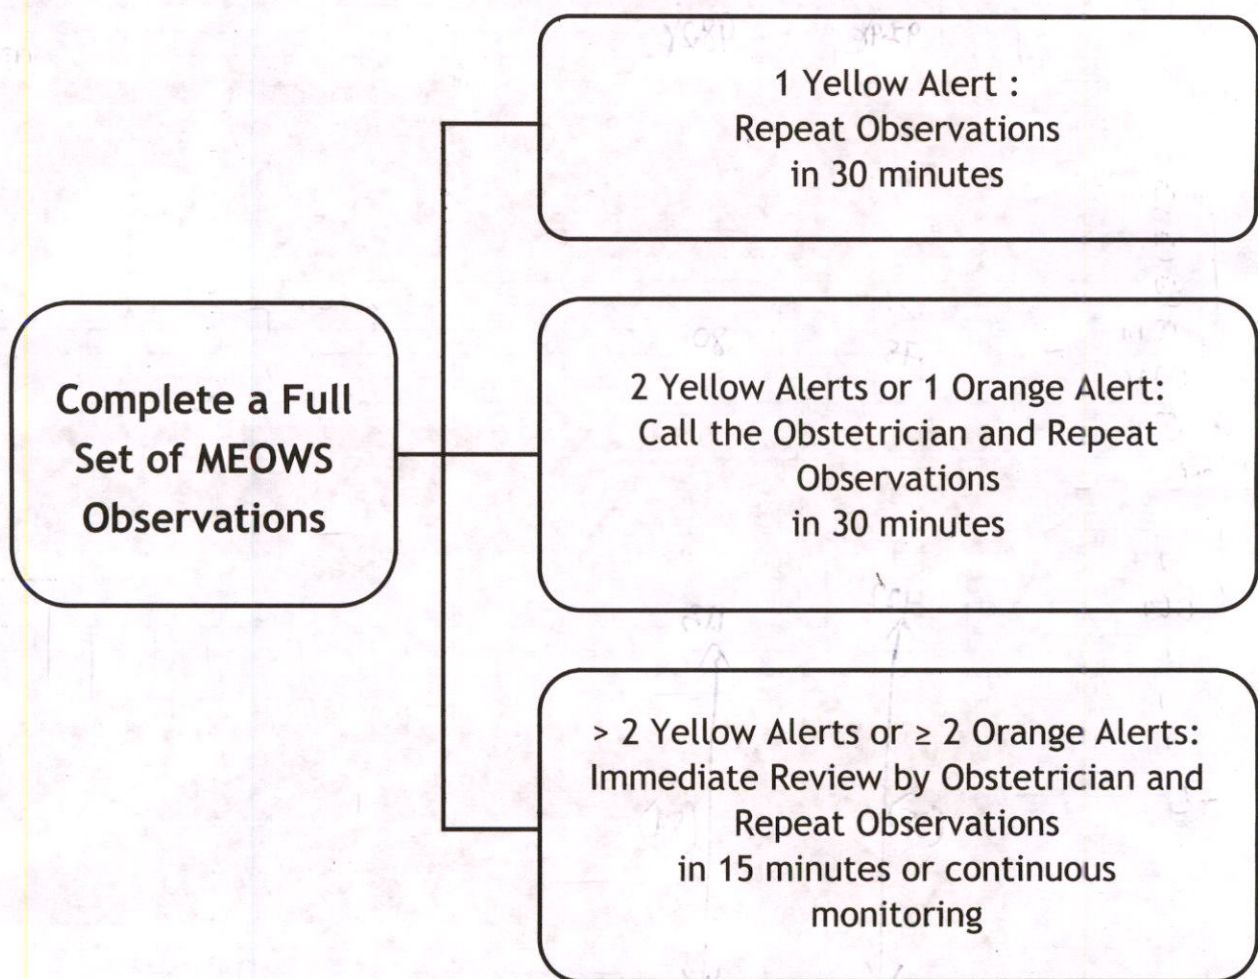 1 Yellow Alert :
Repeat Observations
in 30 minutes
Complete a Full
Set of MEOWS
Observations
2 Yellow Alerts or 1 Orange Alert:
Call the Obstetrician and Repeat
Observations
in 30 minutes
> 2 Yellow Alerts or ≥ 2 Orange Alerts:
Immediate Review by Obstetrician and
Repeat Observations
in 15 minutes or continuous
monitoring